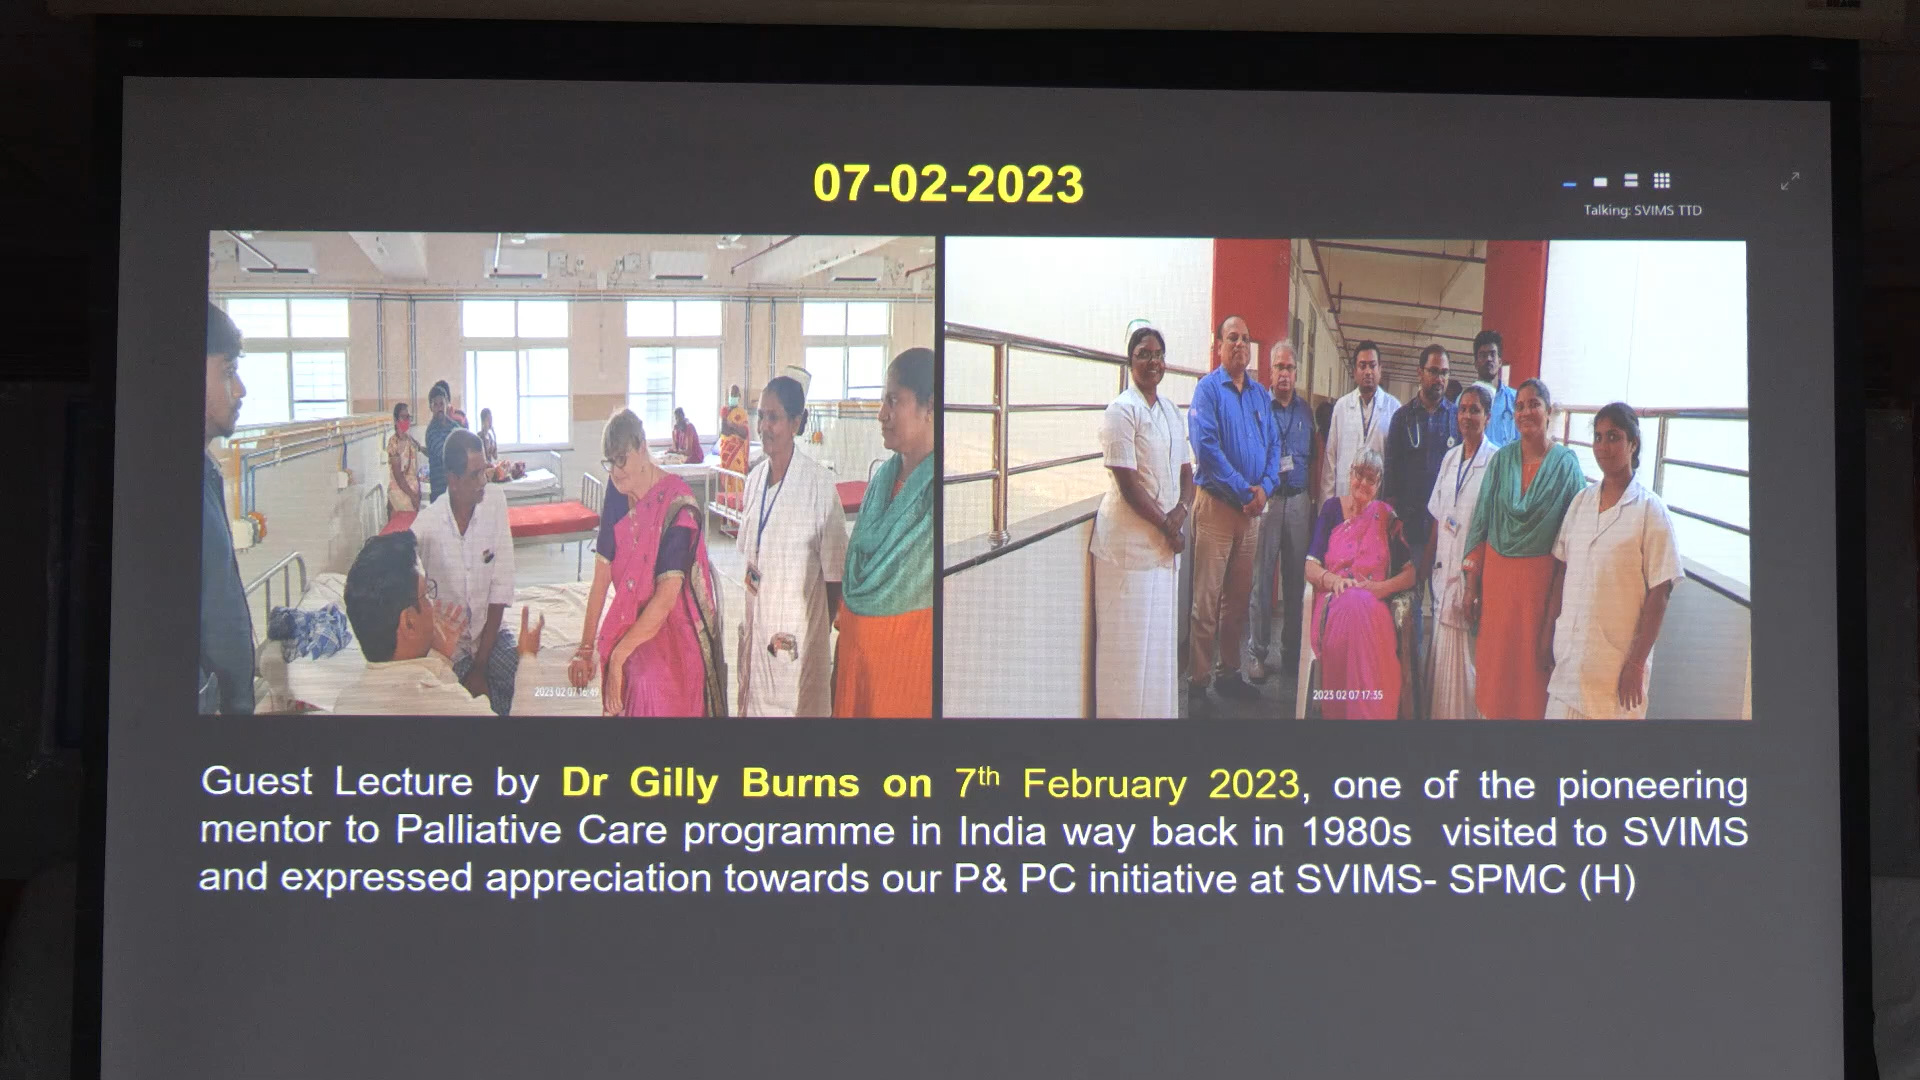 07-02-2023
Talking: SVIMS TTD
2023 02 07 16:49
2023 02 07 17:35
Guest Lecture by Dr Gilly Burns on 7th February 2023, one of the pioneering
mentor to Palliative Care programme in India way back in 1980s visited to SVIMS
and expressed appreciation towards our P& PC initiative at SVIMS- SPMC (H)